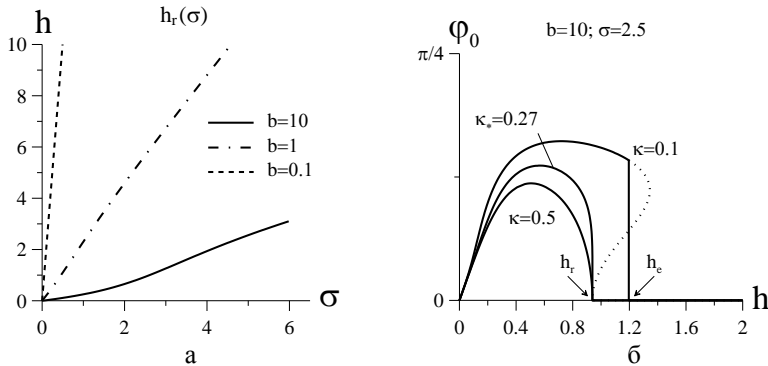 h
h_r(σ)
10
8
6
4
2
0
b=10
b=1
b=0.1
0 2 4 6
σ
а
φ_0
b=10; σ=2.5
π/4
κ_*=0.27
κ=0.1
κ=0.5
h_r
h_e
0
0 0.4 0.8 1.2 1.6 2
h
б